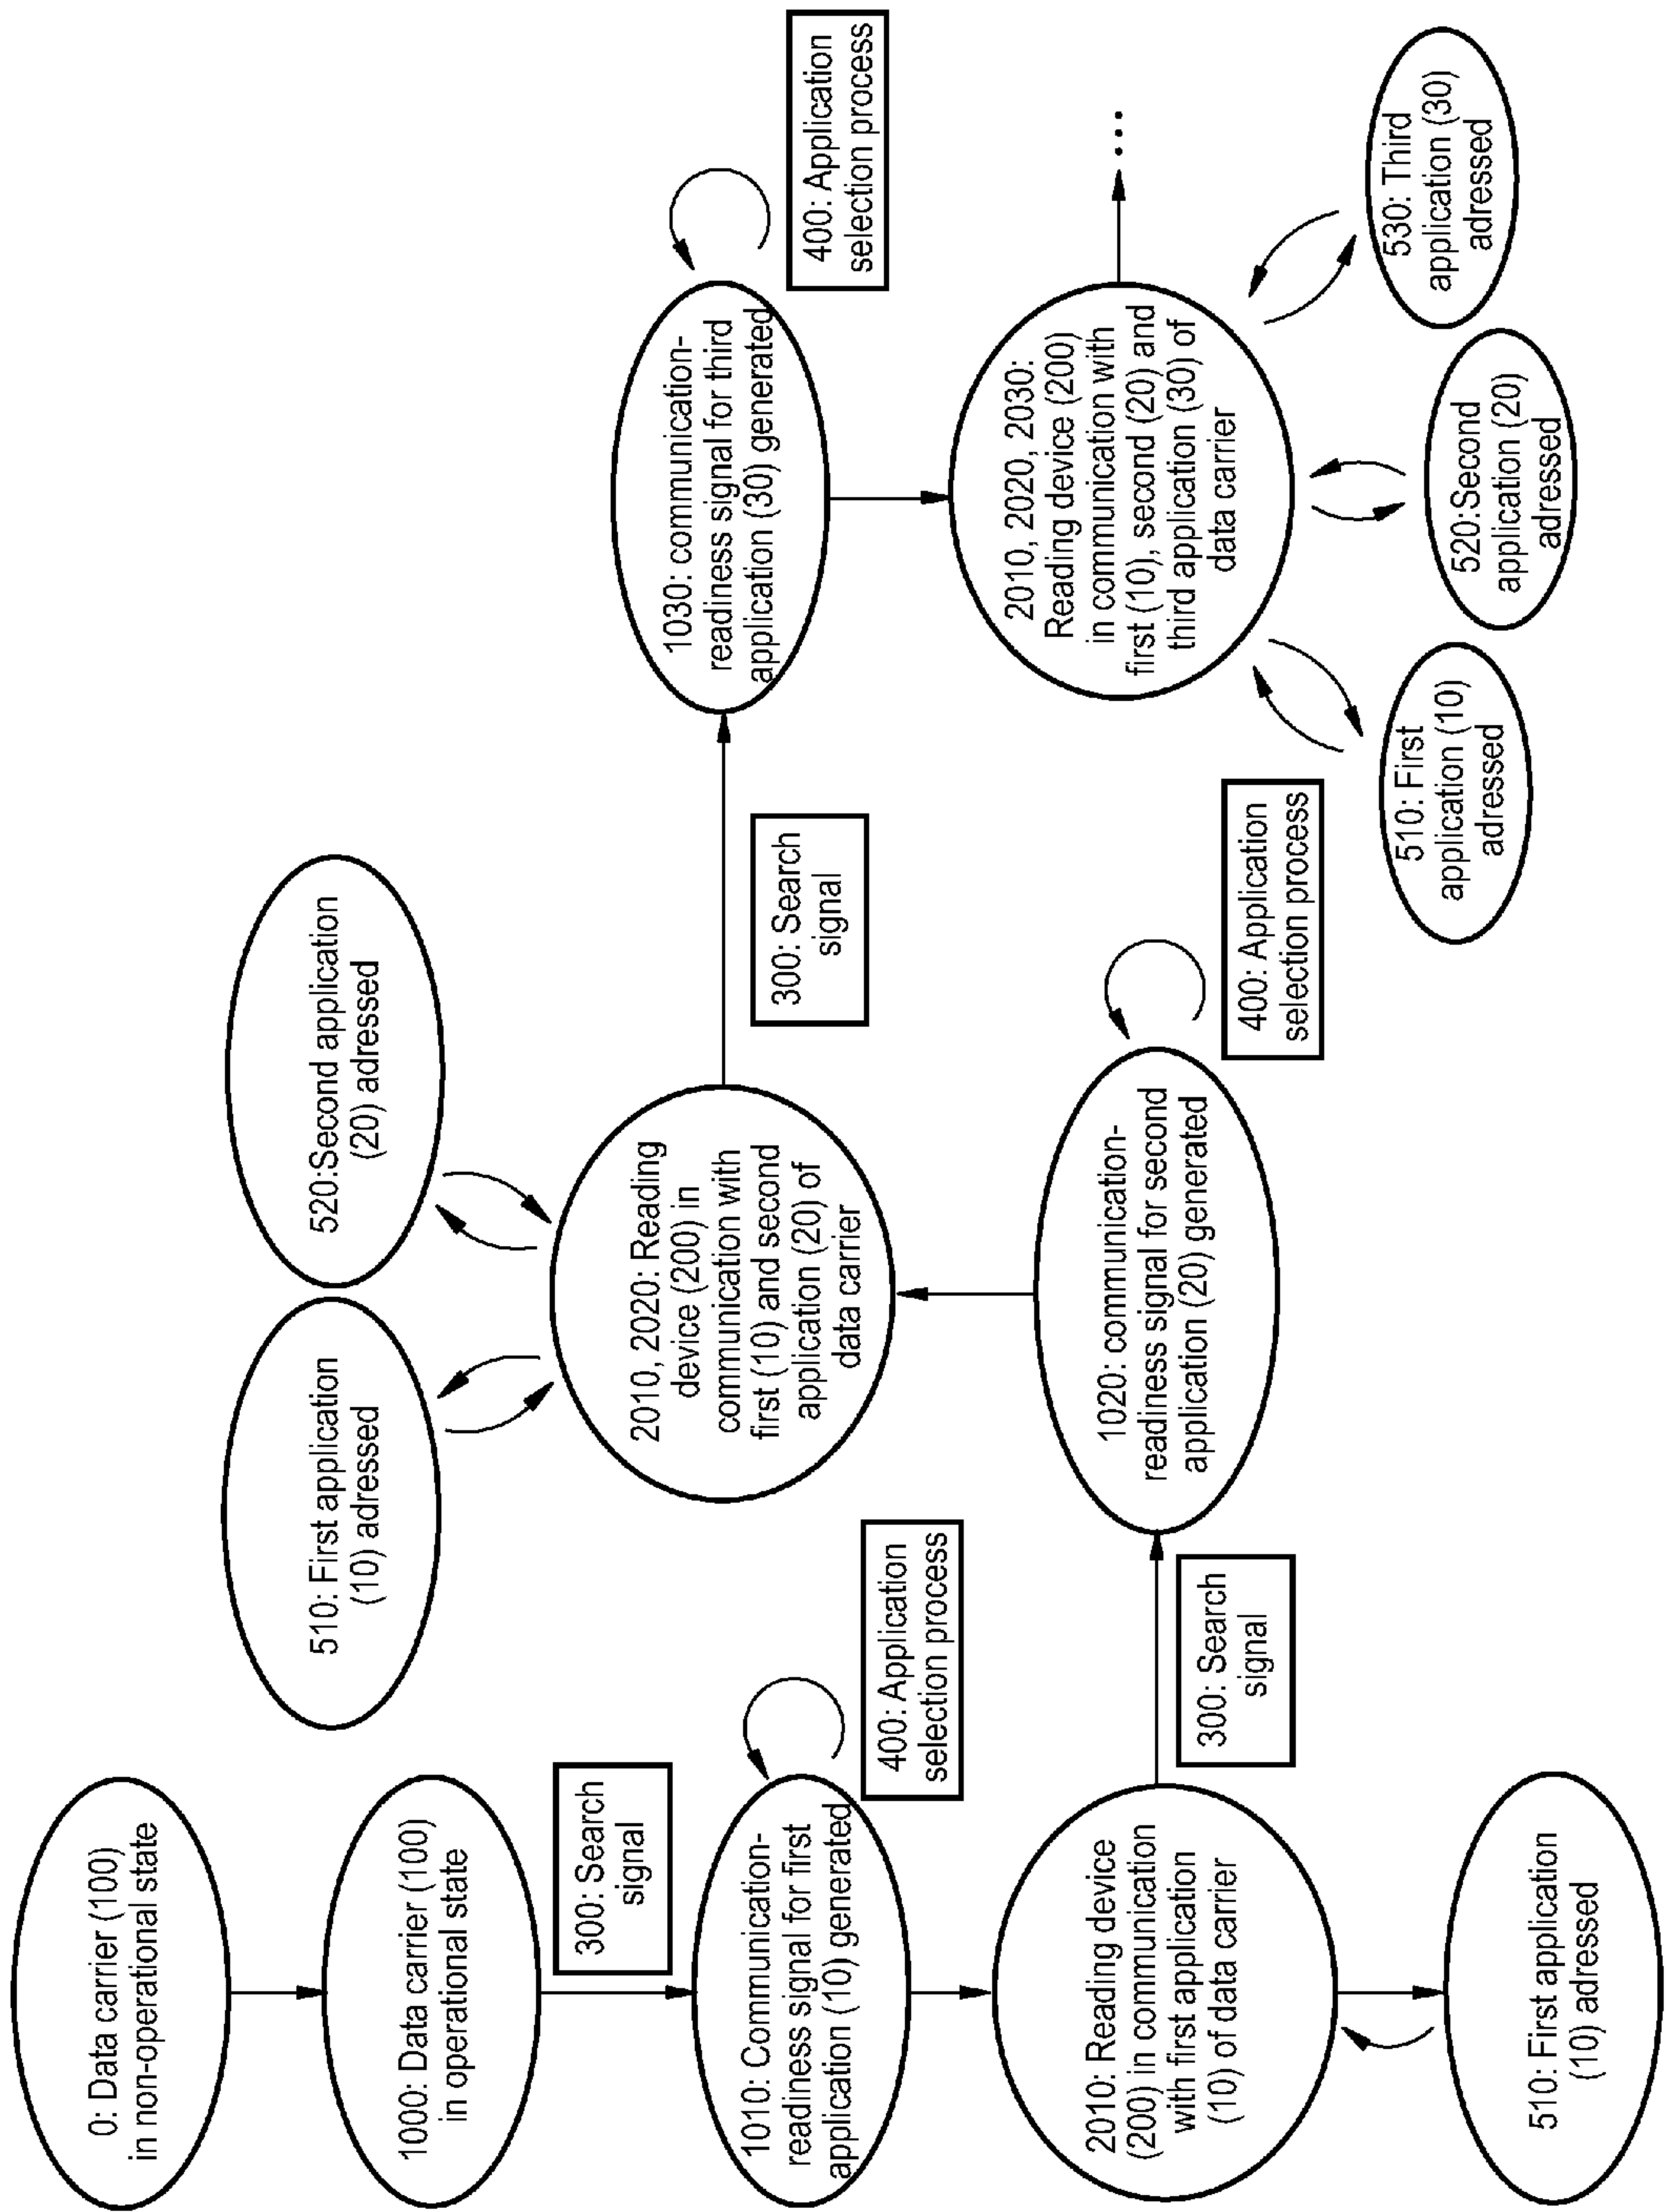 0: Data carrier (100)
in non-operational state
1000: Data carrier (100)
in operational state
300: Search
signal
1010: Communication-
readiness signal for first
application (10) generated
400: Application
selection process
2010: Reading device
(200) in communication
with first application
(10) of data carrier
510: First application
(10) adressed
300: Search
signal
1020: communication-
readiness signal for second
application (20) generated
400: Application
selection process
2010, 2020: Reading
device (200) in
communication with
first (10) and second
application (20) of
data carrier
510: First application
(10) adressed
520:Second application
(20) adressed
300: Search
signal
1030: communication-
readiness signal for third
application (30) generated
400: Application
selection process
2010, 2020, 2030:
Reading device (200)
in communication with
first (10), second (20) and
third application (30) of
data carrier
....
510: First
application (10)
adressed
520:Second
application (20)
adressed
530: Third
application (30)
adressed